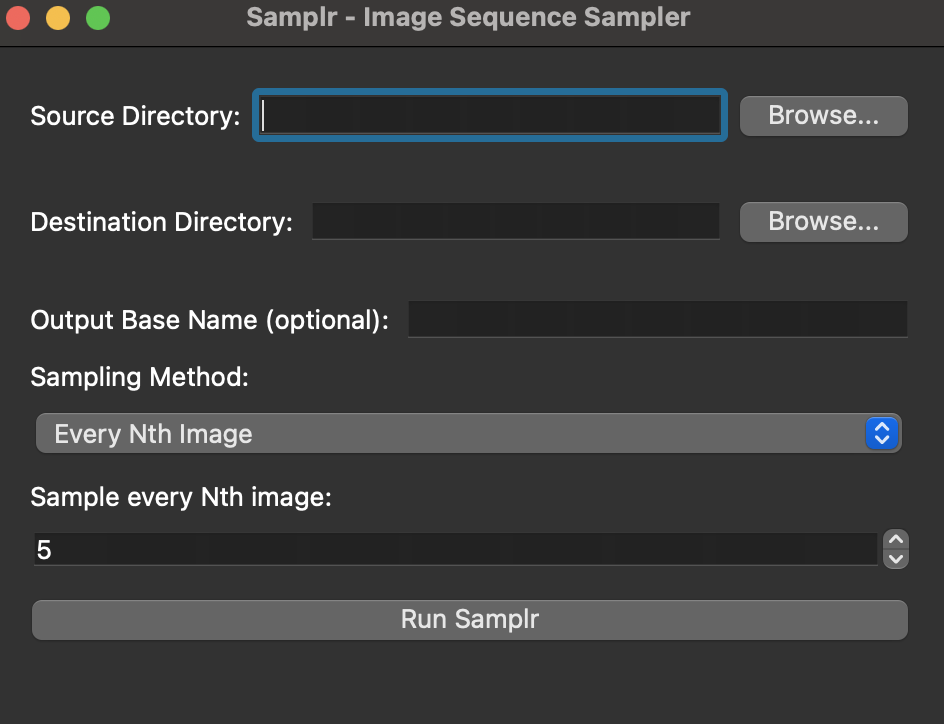 Samplr - Image Sequence Sampler
Source Directory: Browse...
Destination Directory: Browse...
Output Base Name (optional):
Sampling Method:
Every Nth Image
Sample every Nth image:
5
Run Samplr